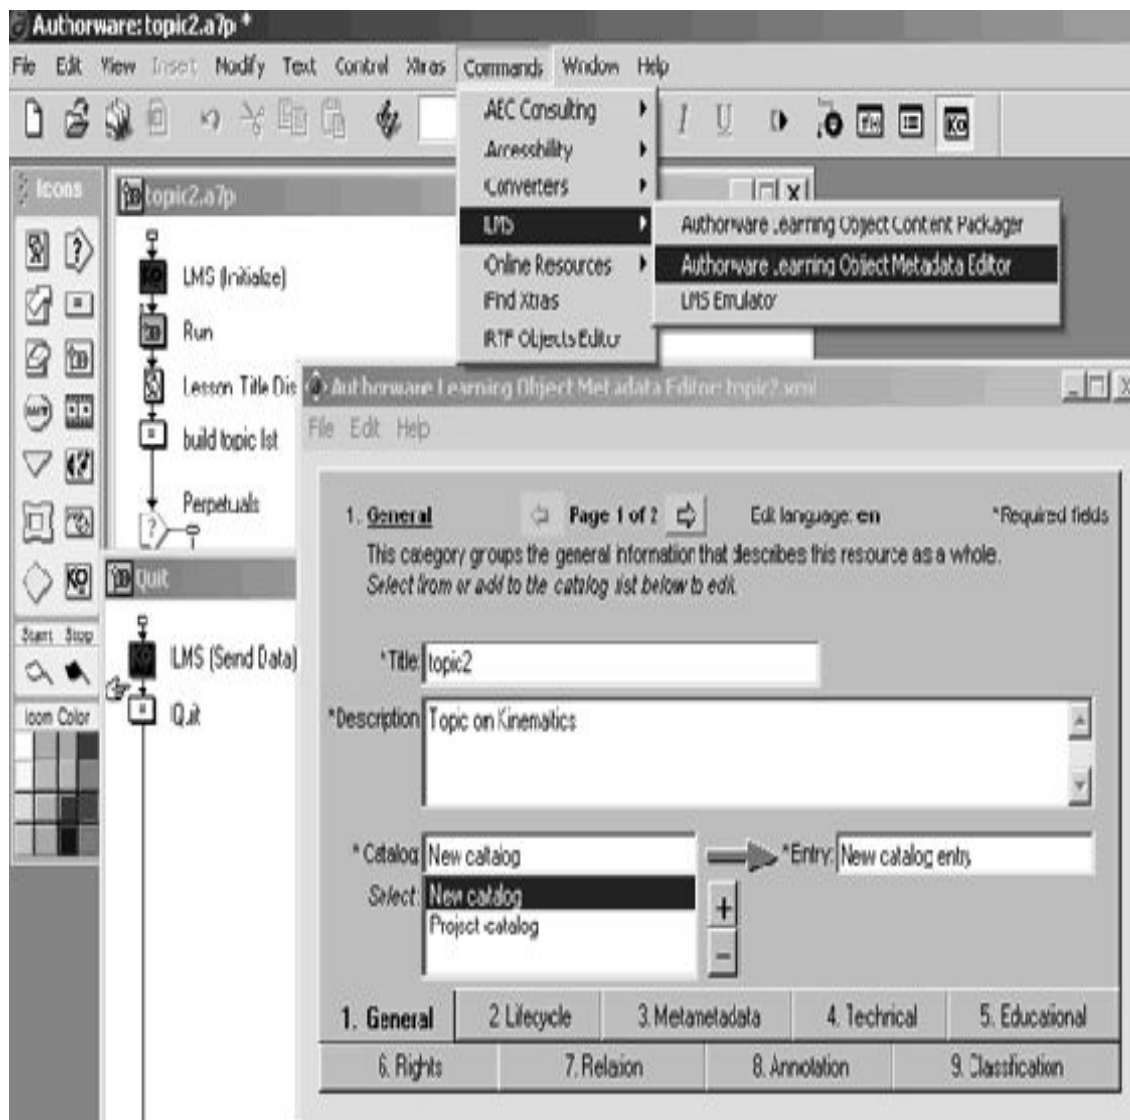 Authorware: topic2.a7p *
File Edit View Insert Modify Text Control Xtras Commands Window Help
AEC Consulting
Accessibility
Converters
LMS
Online Resources
Find Xtras
RTF Objects Editor
Authorware Learning Object Content Packager
Authorware Learning Object Metadata Editor
LMS Emulator
I U
Icons
topic2.a7p
LMS (Initialize)
Run
Lesson Title Dis
build topic list
Perpetuals
Quit
LMS (Send Data)
Quit
Start Stop
Icon Color
Authorware Learning Object Metadata Editor: topic2.xml
File Edit Help
1. General Page 1 of 2 Edit language: en *Required fields
This category groups the general information that describes this resource as a whole.
Select from or add to the catalog list below to edit.
*Title: topic2
*Description: Topic on Kinematics
* Catalog: New catalog *Entry: New catalog entry
Select: New catalog
Project-catalog
+
−
1. General 2. Lifecycle 3. Metametadata 4. Technical 5. Educational
6. Rights 7. Relation 8. Annotation 9. Classification